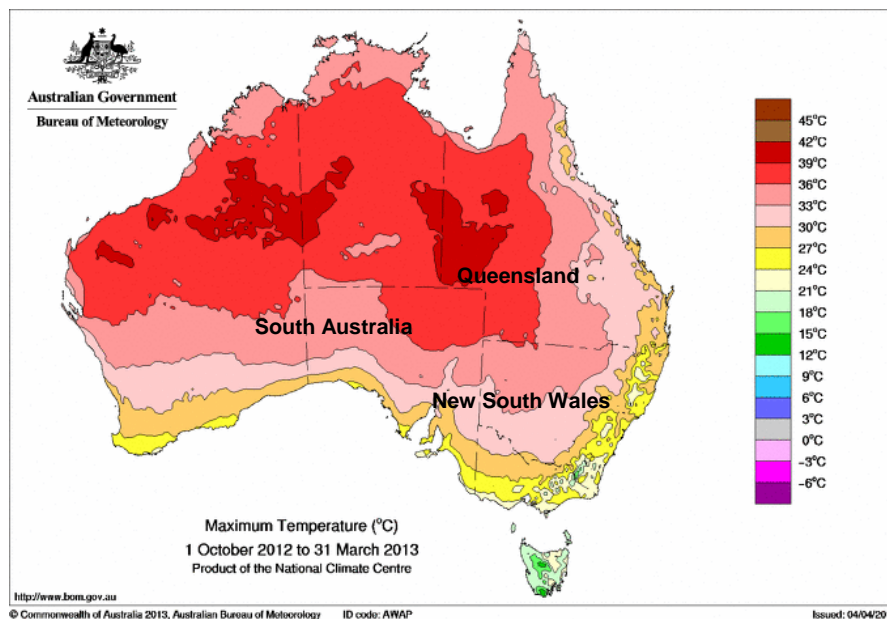 Australian Government
Bureau of Meteorology
45°C
42°C
39°C
36°C
33°C
30°C
27°C
24°C
21°C
18°C
15°C
12°C
9°C
6°C
3°C
0°C
-3°C
-6°C
Queensland
South Australia
New South Wales
Maximum Temperature (°C)
1 October 2012 to 31 March 2013
Product of the National Climate Centre
http://www.bom.gov.au
© Commonwealth of Australia 2013, Australian Bureau of Meteorology ID code: AWAP Issued: 04/04/20